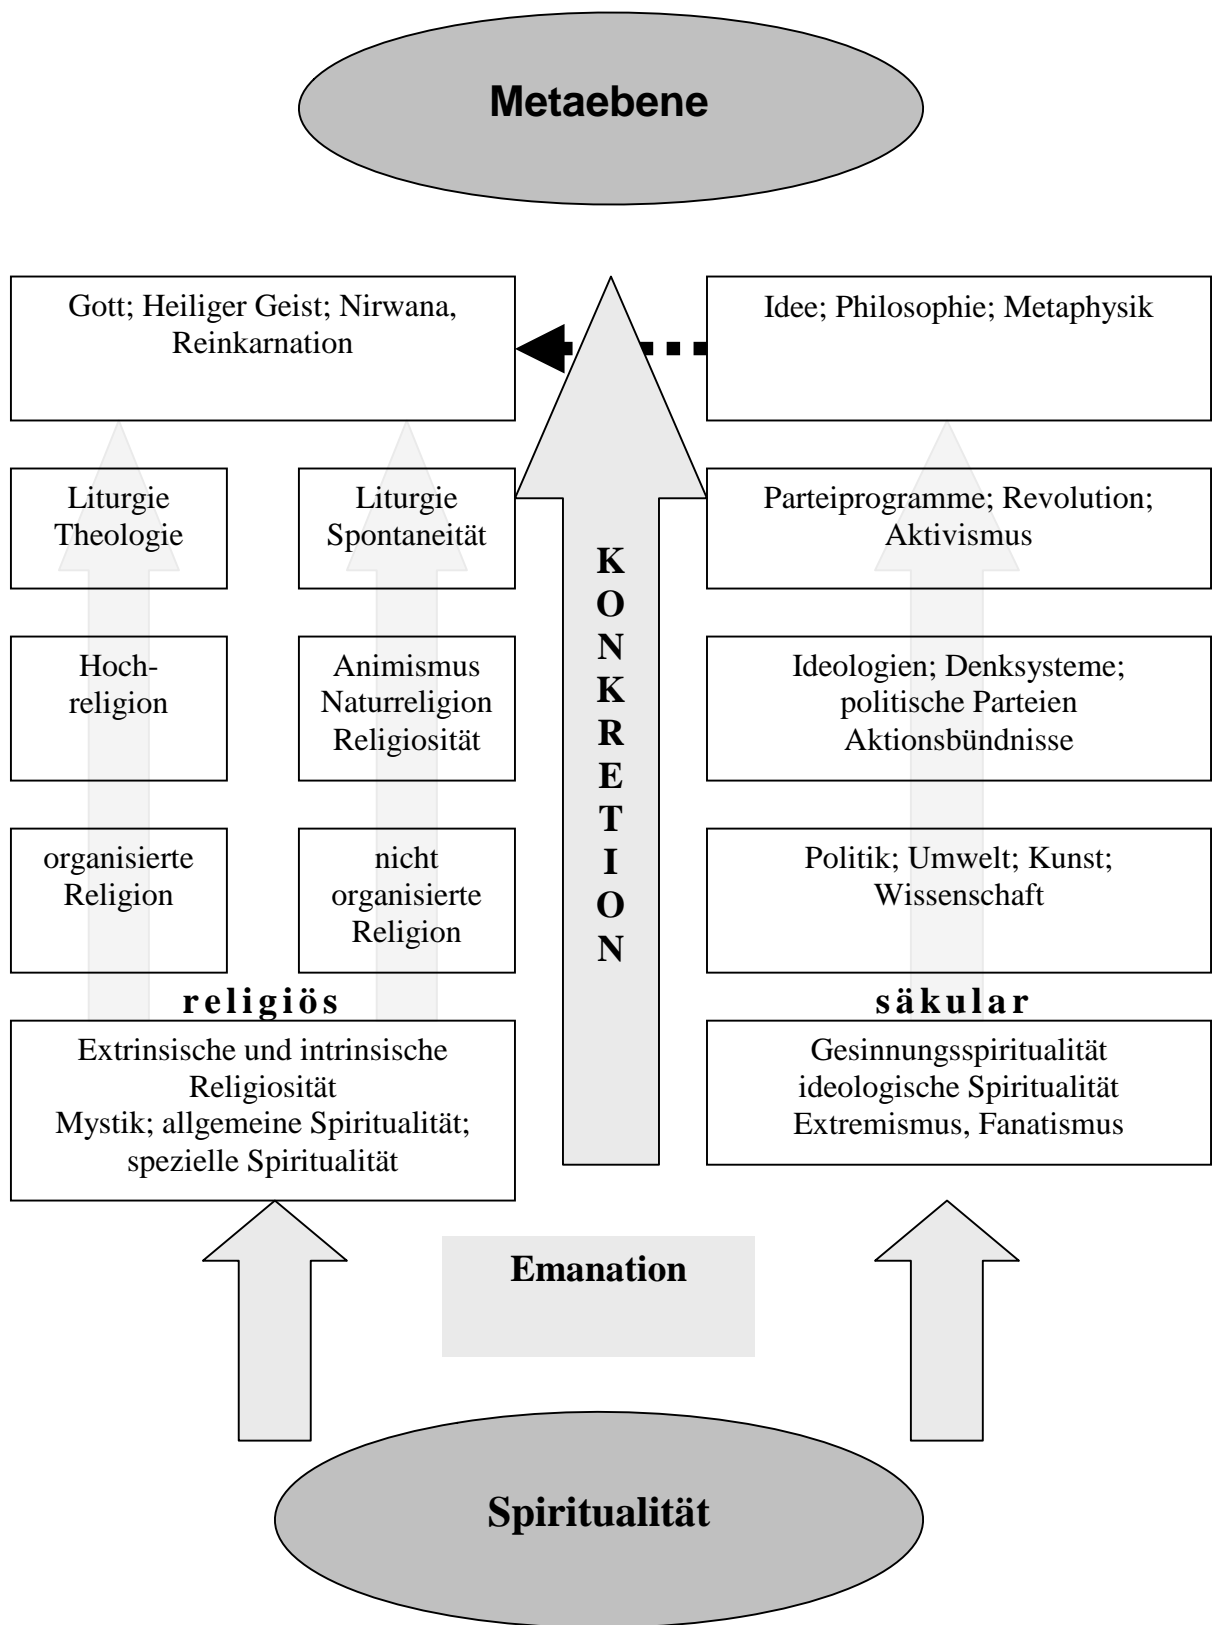 Metaebene
Gott; Heiliger Geist; Nirwana,
Reinkarnation
Idee; Philosophie; Metaphysik
Liturgie
Theologie
Liturgie
Spontaneität
Parteiprogramme; Revolution;
Aktivismus
KONKRETION
Hoch-
religion
Animismus
Naturreligion
Religiosität
Ideologien; Denksysteme;
politische Parteien
Aktionsbündnisse
organisierte
Religion
nicht
organisierte
Religion
Politik; Umwelt; Kunst;
Wissenschaft
religiös
säkular
Extrinsische und intrinsische
Religiosität
Mystik; allgemeine Spiritualität;
spezielle Spiritualität
Gesinnungsspiritualität
ideologische Spiritualität
Extremismus, Fanatismus
Emanation
Spiritualität